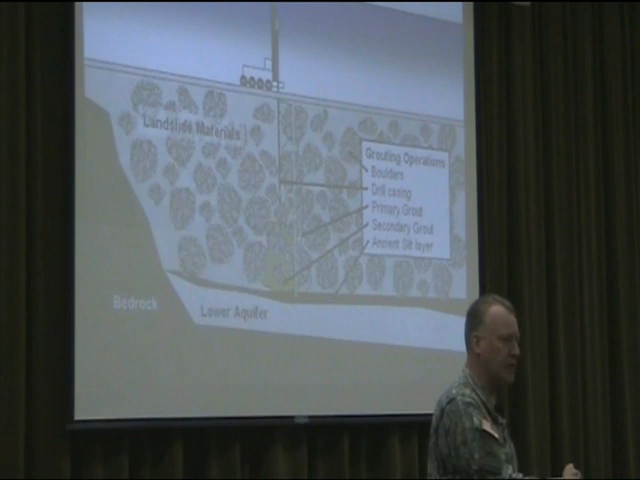 Landslide Materials
Grouting Operations
Boulders
Drill casing
Primary Grout
Secondary Grout
Ancient Silt layer
Bedrock
Lower Aquifer